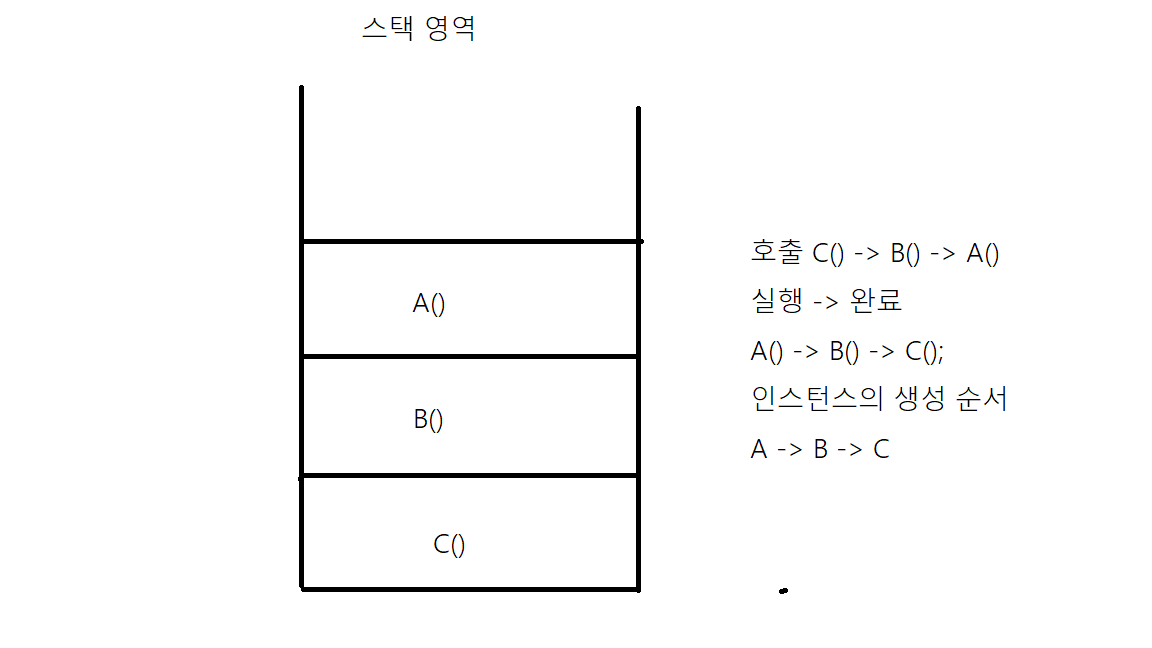 스택 영역
A()
B()
C()
호출 C() -> B() -> A()
실행 -> 완료
A() -> B() -> C();
인스턴스의 생성 순서
A -> B -> C